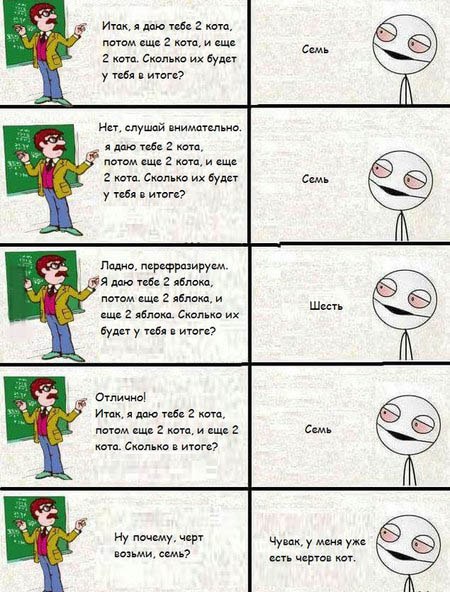 Итак, я даю тебе 2 кота,
потом еще 2 кота, и еще
2 кота. Сколько их будет
у тебя в итоге?
Семь
Нет, слушай внимательно.
я даю тебе 2 кота,
потом еще 2 кота, и еще
2 кота. Сколько их будет
у тебя в итоге?
Семь
Ладно, перефразируем.
Я даю тебе 2 яблока,
потом еще 2 яблока, и
еще 2 яблока. Сколько их
будет у тебя в итоге?
Шесть
Отлично!
Итак, я даю тебе 2 кота,
потом еще 2 кота, и еще 2
кота. Сколько в итоге?
Семь
Ну почему, черт
возьми, семь?
Чувак, у меня уже
есть чертов кот.